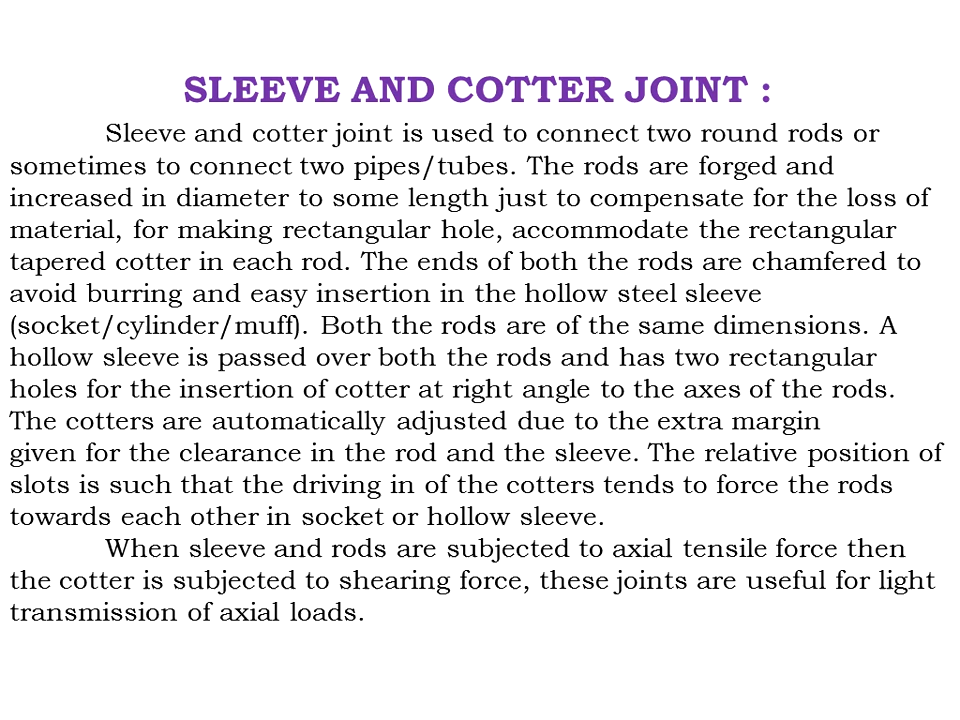 SLEEVE AND COTTER JOINT :
Sleeve and cotter joint is used to connect two round rods or
sometimes to connect two pipes/tubes. The rods are forged and
increased in diameter to some length just to compensate for the loss of
material, for making rectangular hole, accommodate the rectangular
tapered cotter in each rod. The ends of both the rods are chamfered to
avoid burring and easy insertion in the hollow steel sleeve
(socket/cylinder/muff). Both the rods are of the same dimensions. A
hollow sleeve is passed over both the rods and has two rectangular
holes for the insertion of cotter at right angle to the axes of the rods.
The cotters are automatically adjusted due to the extra margin
given for the clearance in the rod and the sleeve. The relative position of
slots is such that the driving in of the cotters tends to force the rods
towards each other in socket or hollow sleeve.
When sleeve and rods are subjected to axial tensile force then
the cotter is subjected to shearing force, these joints are useful for light
transmission of axial loads.